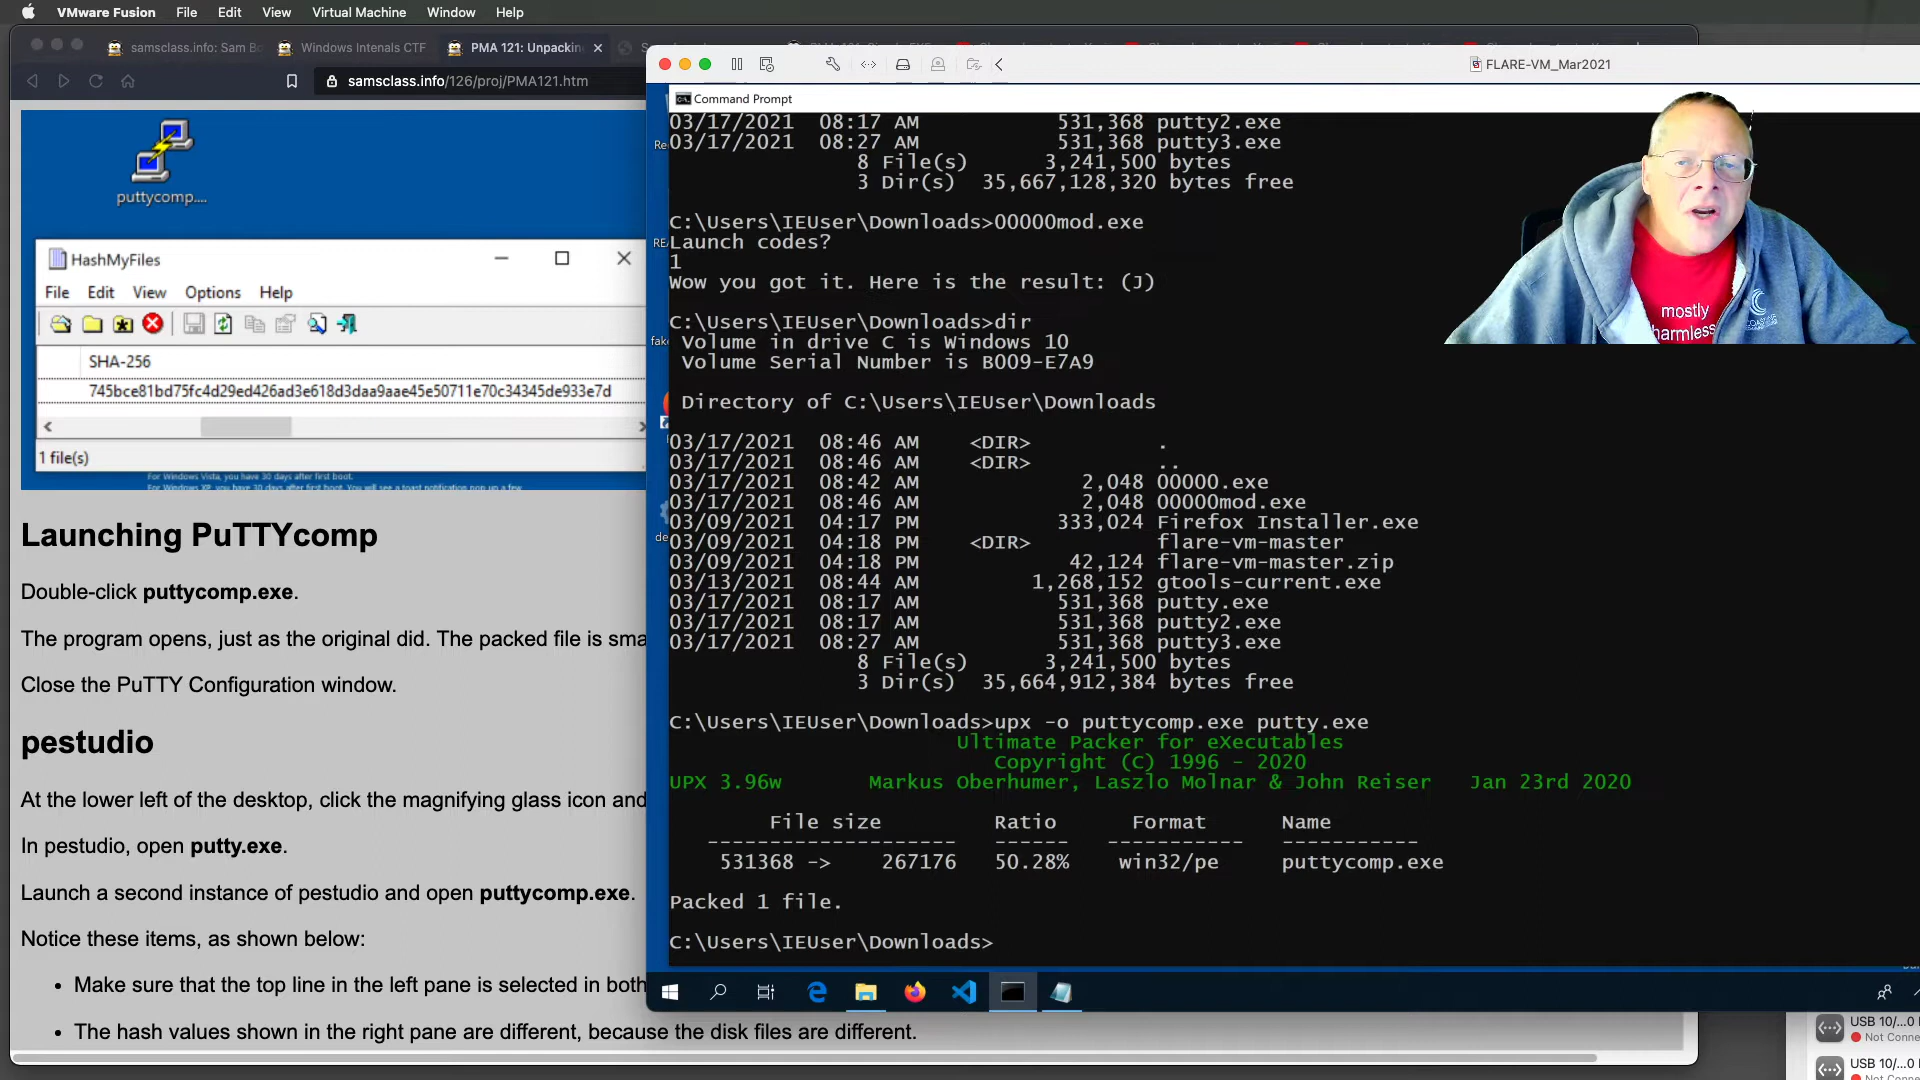 VMware Fusion File Edit View Virtual Machine Window Help
samsclass.info: Sam Bo
Windows Intenals CTF
PMA 121: Unpackin
samsclass.info/126/proj/PMA121.htm
FLARE-VM_Mar2021
puttycomp....
HashMyFiles
File Edit View Options Help
SHA-256
745bce81bd75fc4d29ed426ad3e618d3daa9aae45e50711e70c34345de933e7d
1 file(s)
For Windows Vista, you have 30 days after first boot.
Launching PuTTYcomp
Double-click puttycomp.exe.
The program opens, just as the original did. The packed file is sma
Close the PuTTY Configuration window.
pestudio
At the lower left of the desktop, click the magnifying glass icon and
In pestudio, open putty.exe.
Launch a second instance of pestudio and open puttycomp.exe.
Notice these items, as shown below:
• Make sure that the top line in the left pane is selected in both
• The hash values shown in the right pane are different, because the disk files are different.
Command Prompt
03/17/2021 08:17 AM 531,368 putty2.exe
03/17/2021 08:27 AM 531,368 putty3.exe
8 File(s) 3,241,500 bytes
3 Dir(s) 35,667,128,320 bytes free
C:\Users\IEUser\Downloads>00000mod.exe
Launch codes?
1
Wow you got it. Here is the result: (J)
C:\Users\IEUser\Downloads>dir
Volume in drive C is Windows 10
Volume Serial Number is B009-E7A9
Directory of C:\Users\IEUser\Downloads
03/17/2021 08:46 AM <DIR> .
03/17/2021 08:46 AM <DIR> ..
03/17/2021 08:42 AM 2,048 00000.exe
03/17/2021 08:46 AM 2,048 00000mod.exe
03/09/2021 04:17 PM 333,024 Firefox Installer.exe
03/09/2021 04:18 PM <DIR> flare-vm-master
03/09/2021 04:18 PM 42,124 flare-vm-master.zip
03/13/2021 08:44 AM 1,268,152 gtools-current.exe
03/17/2021 08:17 AM 531,368 putty.exe
03/17/2021 08:17 AM 531,368 putty2.exe
03/17/2021 08:27 AM 531,368 putty3.exe
8 File(s) 3,241,500 bytes
3 Dir(s) 35,664,912,384 bytes free
C:\Users\IEUser\Downloads>upx -o puttycomp.exe putty.exe
Ultimate Packer for eXecutables
Copyright (C) 1996 - 2020
UPX 3.96w Markus Oberhumer, Laszlo Molnar & John Reiser Jan 23rd 2020
File size Ratio Format Name
-------------------- ------ ----------- -----------
531368 -> 267176 50.28% win32/pe puttycomp.exe
Packed 1 file.
C:\Users\IEUser\Downloads>
mostly
harmless
USB 10/...0
Not Conne
USB 10/...0